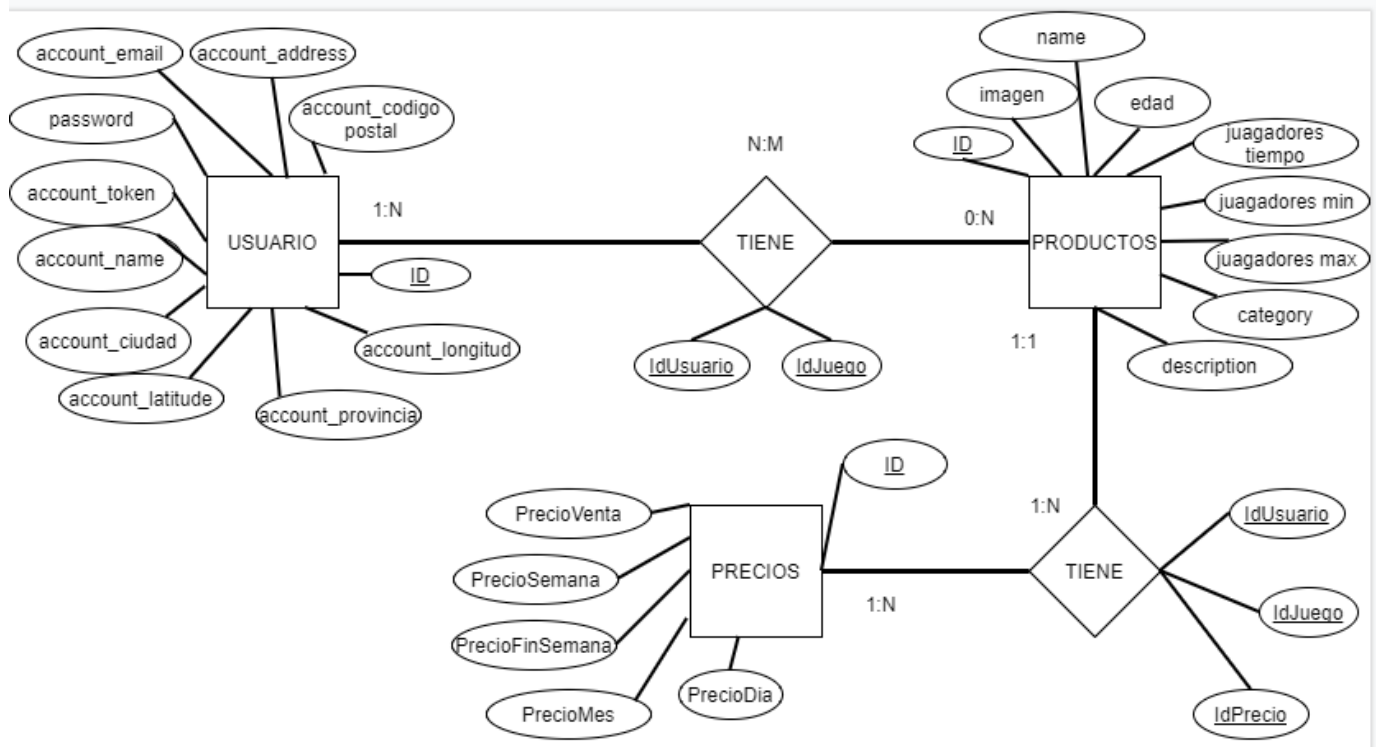 name
account_email
account_address
imagen
edad
account_codigo
postal
password
juagadores
tiempo
ID
N:M
account_token
juagadores min
1:N
0:N
USUARIO
TIENE
PRODUCTOS
account_name
juagadores max
ID
category
account_ciudad
account_longitud
1:1
IdUsuario
IdJuego
description
account_latitude
account_provincia
ID
PrecioVenta
1:N
IdUsuario
PrecioSemana
PRECIOS
TIENE
1:N
IdJuego
PrecioFinSemana
PrecioDia
PrecioMes
IdPrecio